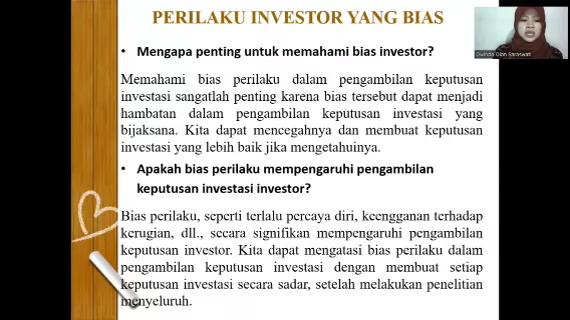 PERILAKU INVESTOR YANG BIAS
• Mengapa penting untuk memahami bias investor?
Memahami bias perilaku dalam pengambilan keputusan
investasi sangatlah penting karena bias tersebut dapat menjadi
hambatan dalam pengambilan keputusan investasi yang
bijaksana. Kita dapat mencegahnya dan membuat keputusan
investasi yang lebih baik jika mengetahuinya.
• Apakah bias perilaku mempengaruhi pengambilan
keputusan investasi investor?
Bias perilaku, seperti terlalu percaya diri, keengganan terhadap
kerugian, dll., secara signifikan mempengaruhi pengambilan
keputusan investor. Kita dapat mengatasi bias perilaku dalam
pengambilan keputusan investasi dengan membuat setiap
keputusan investasi secara sadar, setelah melakukan penelitian
menyeluruh.
Dwinda Dian Saraswati